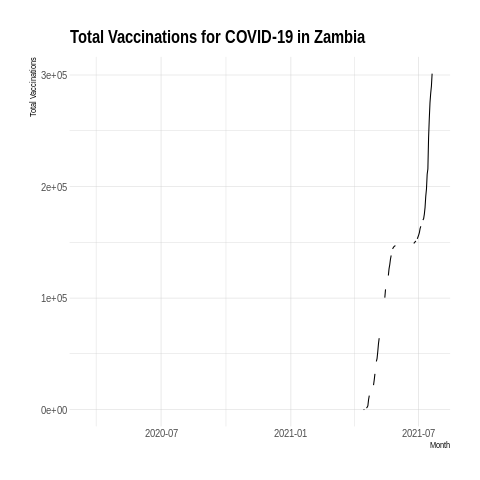 Total Vaccinations for COVID-19 in Zambia
Total Vaccinations
3e+05
2e+05
1e+05
0e+00
2020-07
2021-01
2021-07
Month